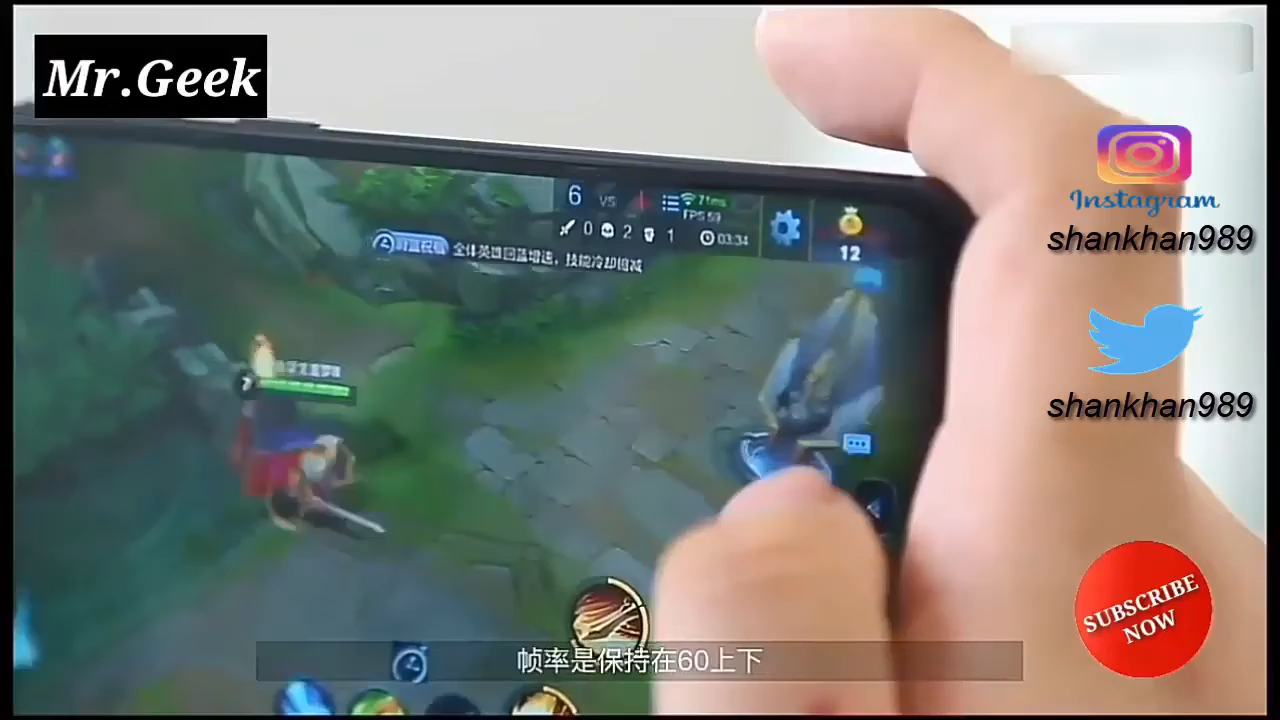 Mr.Geek
6 VS
71ms
FPS 59
0 2 1
03:34
12
全体英雄回蓝增速，技能冷却缩减
Instagram
shankhan989
shankhan989
SUBSCRIBE
NOW
帧率是保持在60上下